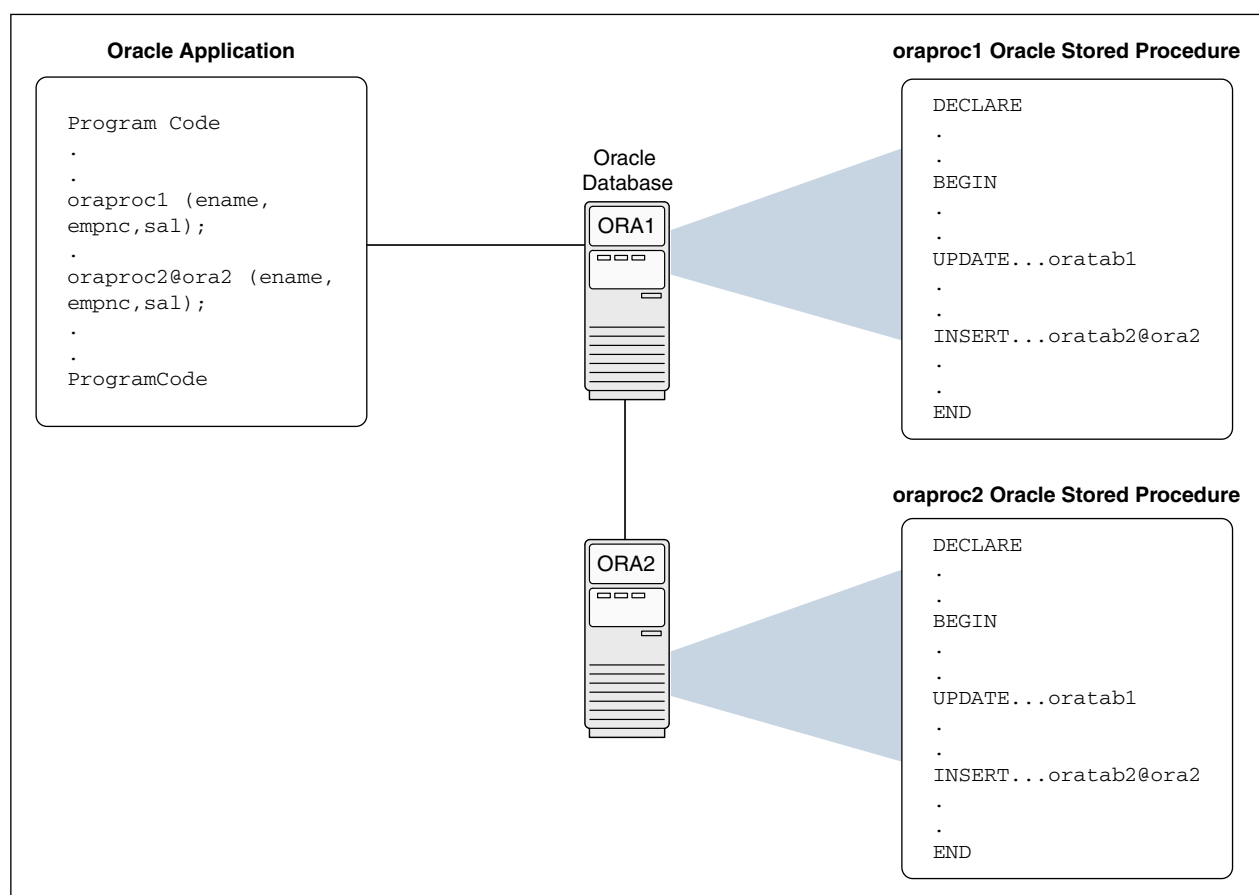 Oracle Application
Program Code
.
.
oraproc1 (ename,
empnc,sal);
.
oraproc2@ora2 (ename,
empnc,sal);
.
.
ProgramCode
Oracle
Database
ORA1
ORA2
oraproc1 Oracle Stored Procedure
DECLARE
.
.
BEGIN
.
.
UPDATE...oratab1
.
.
INSERT...oratab2@ora2
.
.
END
oraproc2 Oracle Stored Procedure
DECLARE
.
.
BEGIN
.
.
UPDATE...oratab1
.
.
INSERT...oratab2@ora2
.
.
END